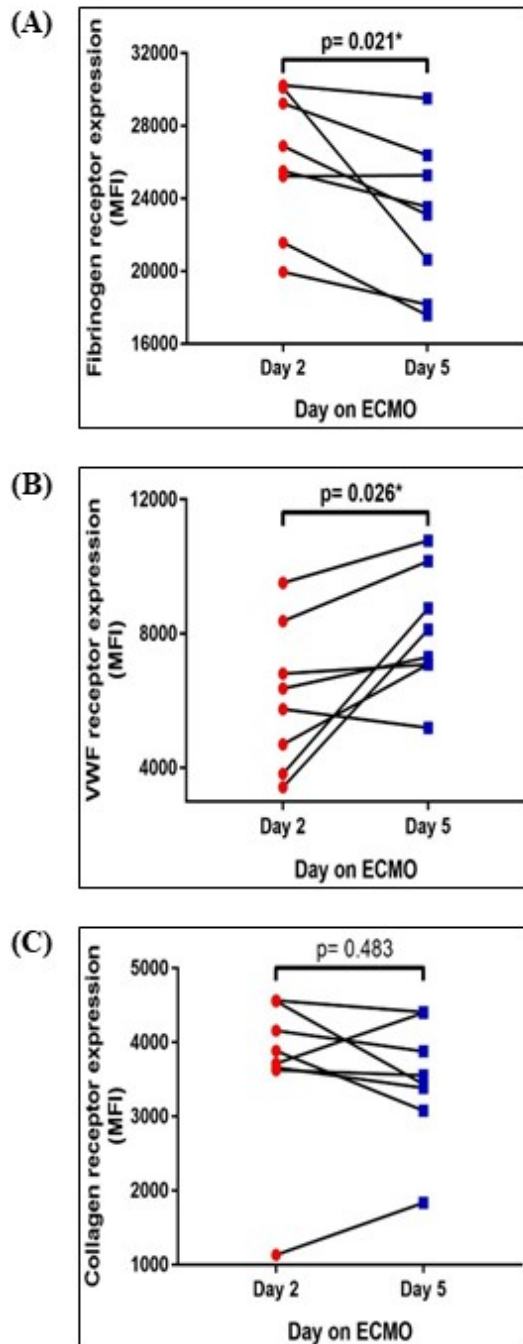 (A)
Fibrinogen receptor expression
(MFI)
p= 0.021*
32000
28000
24000
20000
16000
Day 2 Day 5
Day on ECMO
(B)
VWF receptor expression
(MFI)
p= 0.026*
12000
8000
4000
Day 2 Day 5
Day on ECMO
(C)
Collagen receptor expression
(MFI)
p= 0.483
5000
4000
3000
2000
1000
Day 2 Day 5
Day on ECMO